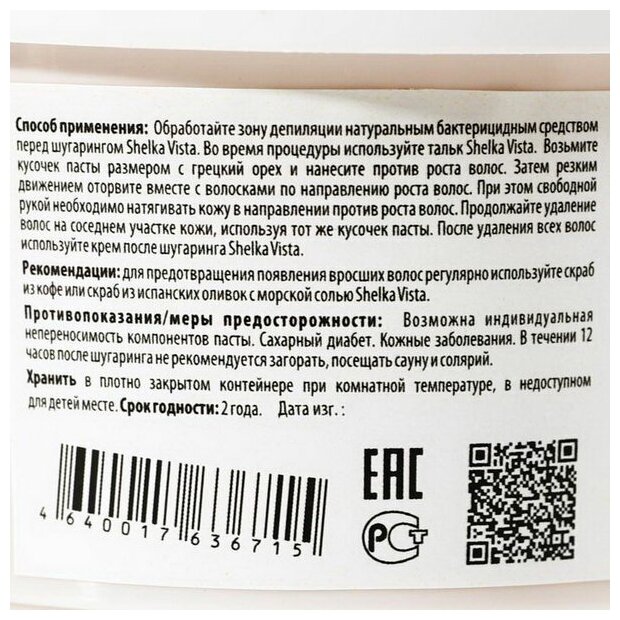 Способ применения: Обработайте зону депиляции натуральным бактерицидным средством
перед шугарингом Shelka Vista. Во время процедуры используйте тальк Shelka Vista. Возьмите
кусочек пасты размером с грецкий орех и нанесите против роста волос. Затем резким
движением оторвите вместе с волосками по направлению роста волос. При этом свободной
рукой необходимо натягивать кожу в направлении против роста волос. Продолжайте удаление
волос на соседнем участке кожи, используя тот же кусочек пасты. После удаления всех волос
используйте крем после шугаринга Shelka Vista.
Рекомендации: для предотвращения появления вросших волос регулярно используйте скраб
из кофе или скраб из испанских оливок с морской солью Shelka Vista.
Противопоказания/меры предосторожности: Возможна индивидуальная
непереносимость компонентов пасты. Сахарный диабет. Кожные заболевания. В течении 12
часов после шугаринга не рекомендуется загорать, посещать сауну и солярий.
Хранить в плотно закрытом контейнере при комнатной температуре, в недоступном
для детей месте. Срок годности: 2 года. Дата изг. :
EAC
РСТ
4 640017 636715